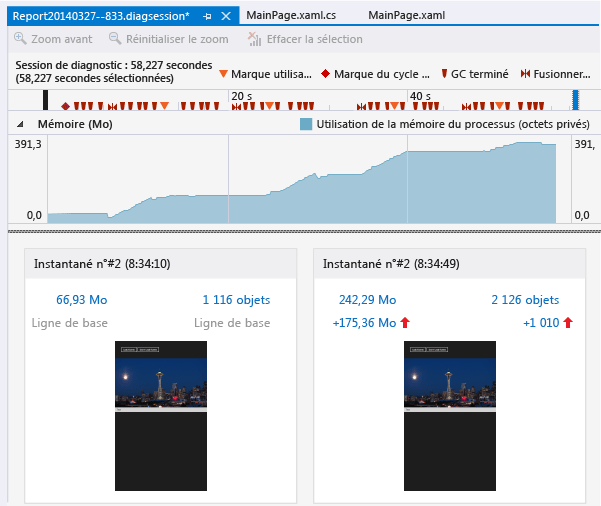 Report20140327--833.diagsession* MainPage.xaml.cs MainPage.xaml
Zoom avant Réinitialiser le zoom Effacer la sélection
Session de diagnostic : 58,227 secondes
(58,227 secondes sélectionnées)
Marque utilisa... Marque du cycle ... GC terminé Fusionner...
20 s 40 s
Mémoire (Mo) Utilisation de la mémoire du processus (octets privés)
391,3 391,
0,0 0,0
Instantané n°#2 (8:34:10)
66,93 Mo 1 116 objets
Ligne de base Ligne de base
Instantané n°#2 (8:34:49)
242,29 Mo 2 126 objets
+175,36 Mo +1 010